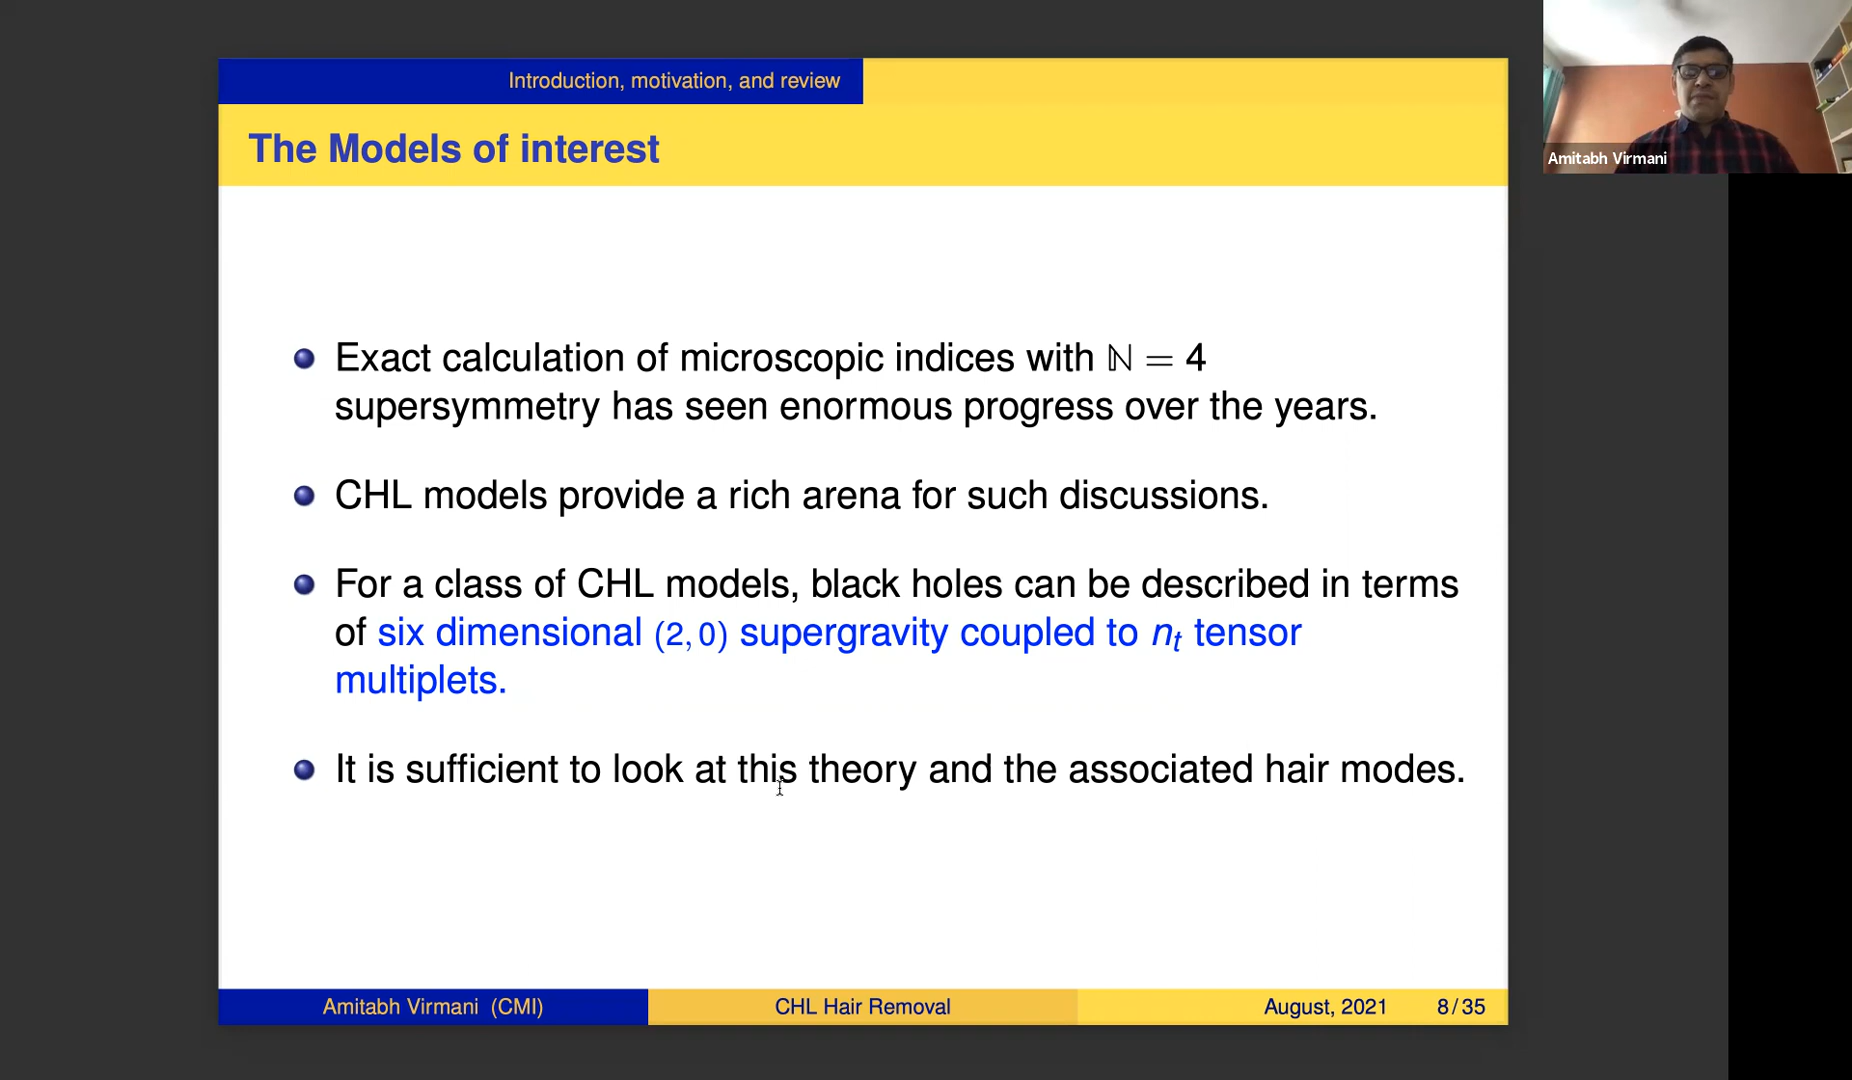 Introduction, motivation, and review
The Models of interest
Exact calculation of microscopic indices with ℕ = 4
supersymmetry has seen enormous progress over the years.
CHL models provide a rich arena for such discussions.
For a class of CHL models, black holes can be described in terms
of six dimensional (2, 0) supergravity coupled to nₜ tensor
multiplets.
It is sufficient to look at this theory and the associated hair modes.
Amitabh Virmani (CMI) CHL Hair Removal August, 2021 8/35
Amitabh Virmani